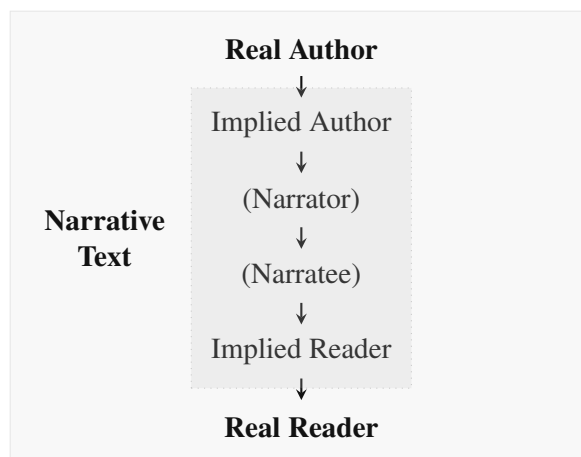 Real Author
Implied Author
(Narrator)
Narrative
Text
(Narratee)
Implied Reader
Real Reader